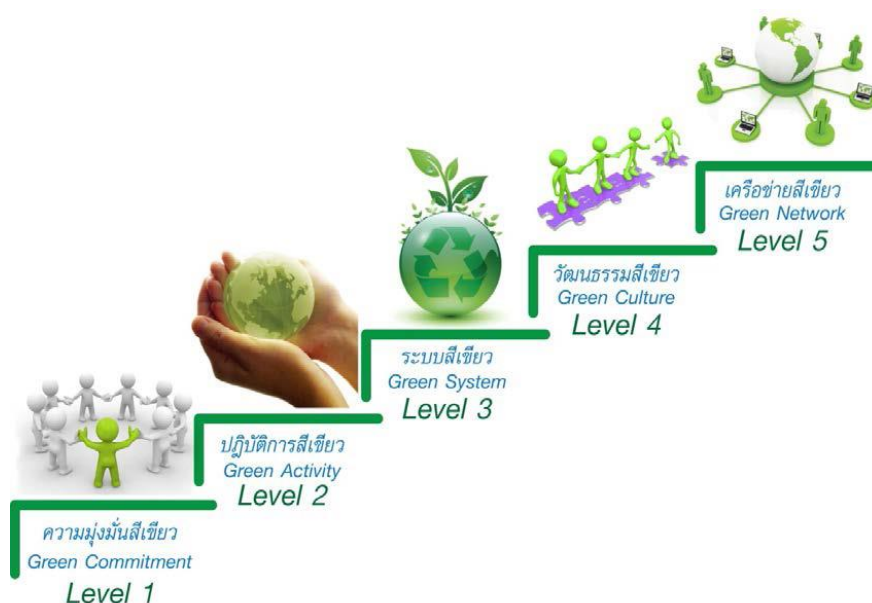 เครือข่ายสีเขียว
Green Network
Level 5
วัฒนธรรมสีเขียว
Green Culture
Level 4
ระบบสีเขียว
Green System
Level 3
ปฎิบัติการสีเขียว
Green Activity
Level 2
ความมุ่งมั่นสีเขียว
Green Commitment
Level 1